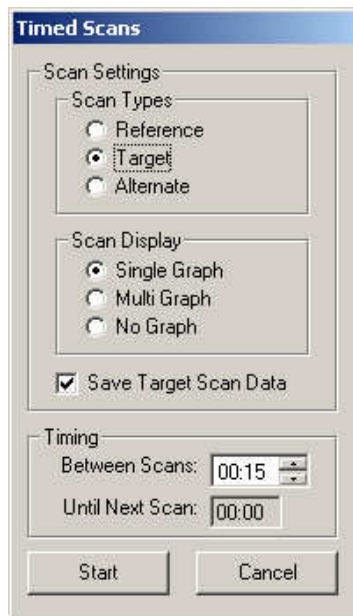 Timed Scans
Scan Settings
Scan Types
Reference
Target
Alternate
Scan Display
Single Graph
Multi Graph
No Graph
Save Target Scan Data
Timing
Between Scans: 00:15
Until Next Scan: 00:00
Start Cancel